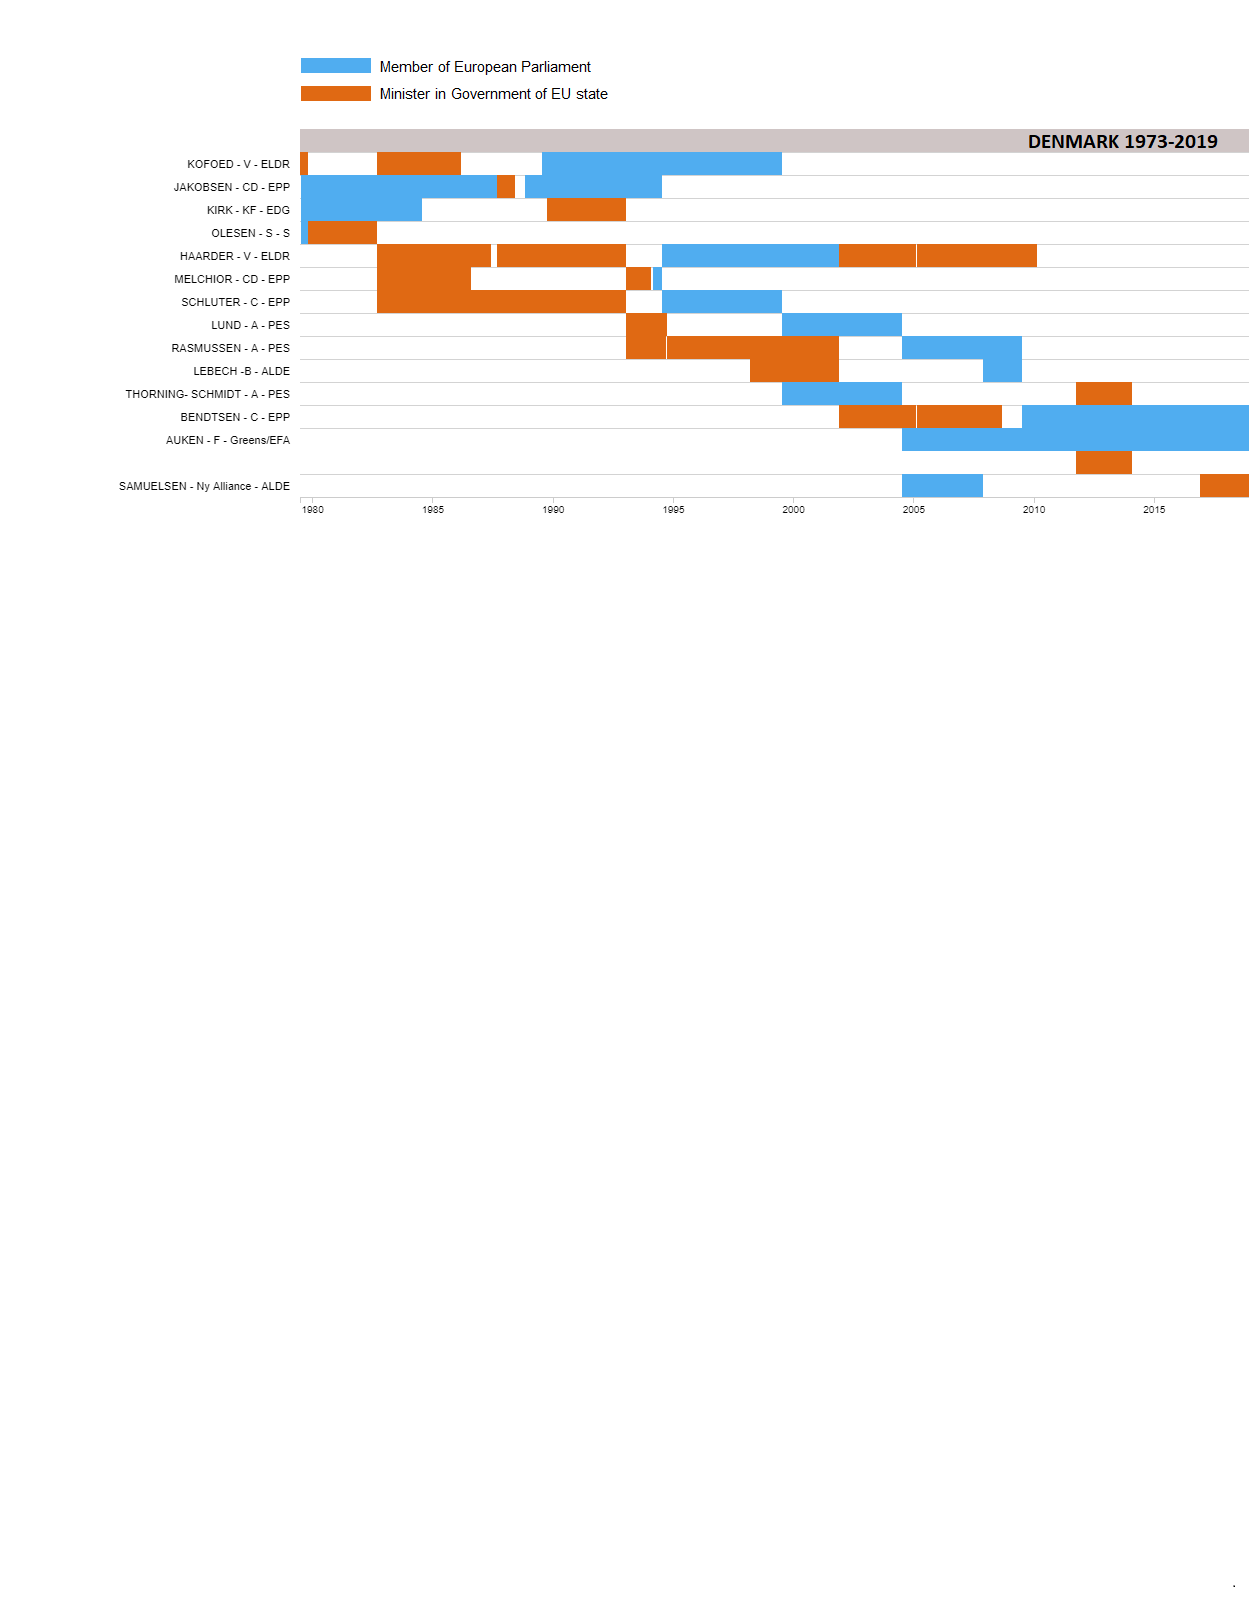 Member of European Parliament
Minister in Government of EU state
DENMARK 1973-2019
KOFOED - V - ELDR
JAKOBSEN - CD - EPP
KIRK - KF - EDG
OLESEN - S - S
HAARDER - V - ELDR
MELCHIOR - CD - EPP
SCHLUTER - C - EPP
LUND - A - PES
RASMUSSEN - A - PES
LEBECH -B - ALDE
THORNING- SCHMIDT - A - PES
BENDTSEN - C - EPP
AUKEN - F - Greens/EFA
SAMUELSEN - Ny Alliance - ALDE
1980 1985 1990 1995 2000 2005 2010 2015
.